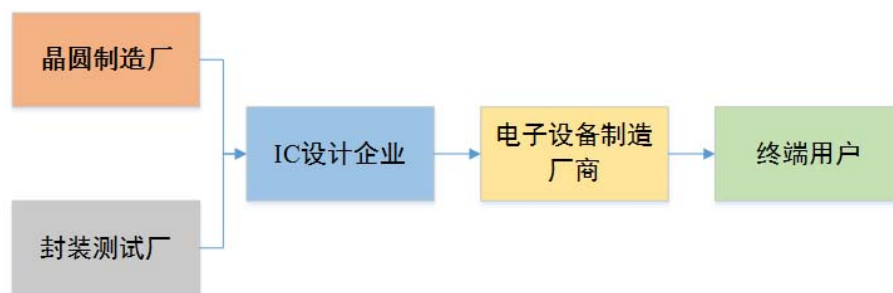 晶圆制造厂
封装测试厂
IC设计企业
电子设备制造
厂商
终端用户